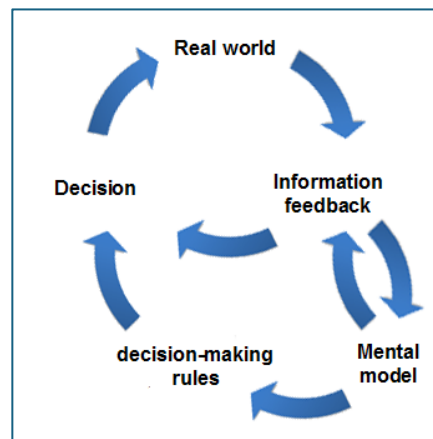 Real world
Decision
Information
feedback
decision-making
rules
Mental
model